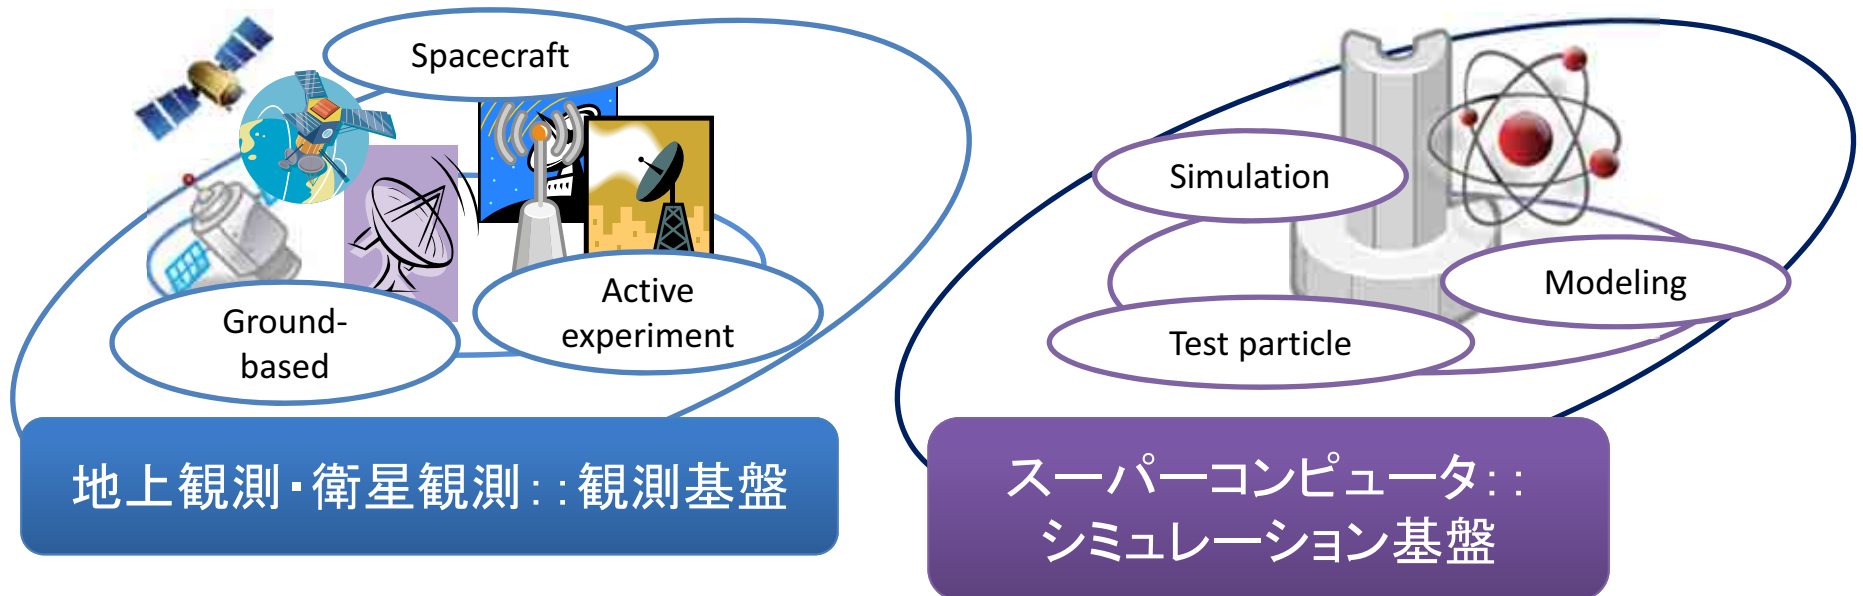 Spacecraft
Ground-
based
Active
experiment
地上観測・衛星観測::観測基盤
Simulation
Modeling
Test particle
スーパーコンピュータ::
シミュレーション基盤